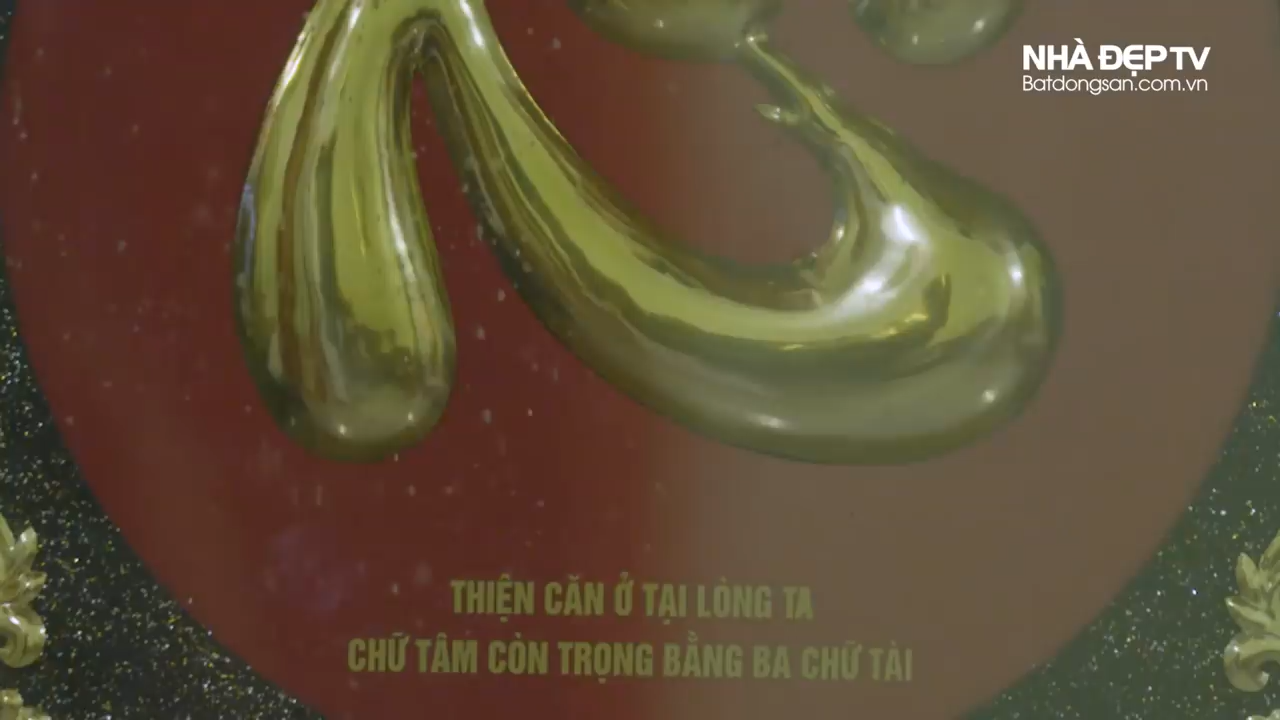 NHÀ ĐẸP TV
Batdongsan.com.vn
THIỆN CĂN Ở TẠI LÒNG TA
CHỮ TÂM CÒN TRỌNG BẰNG BA CHỮ TÀI